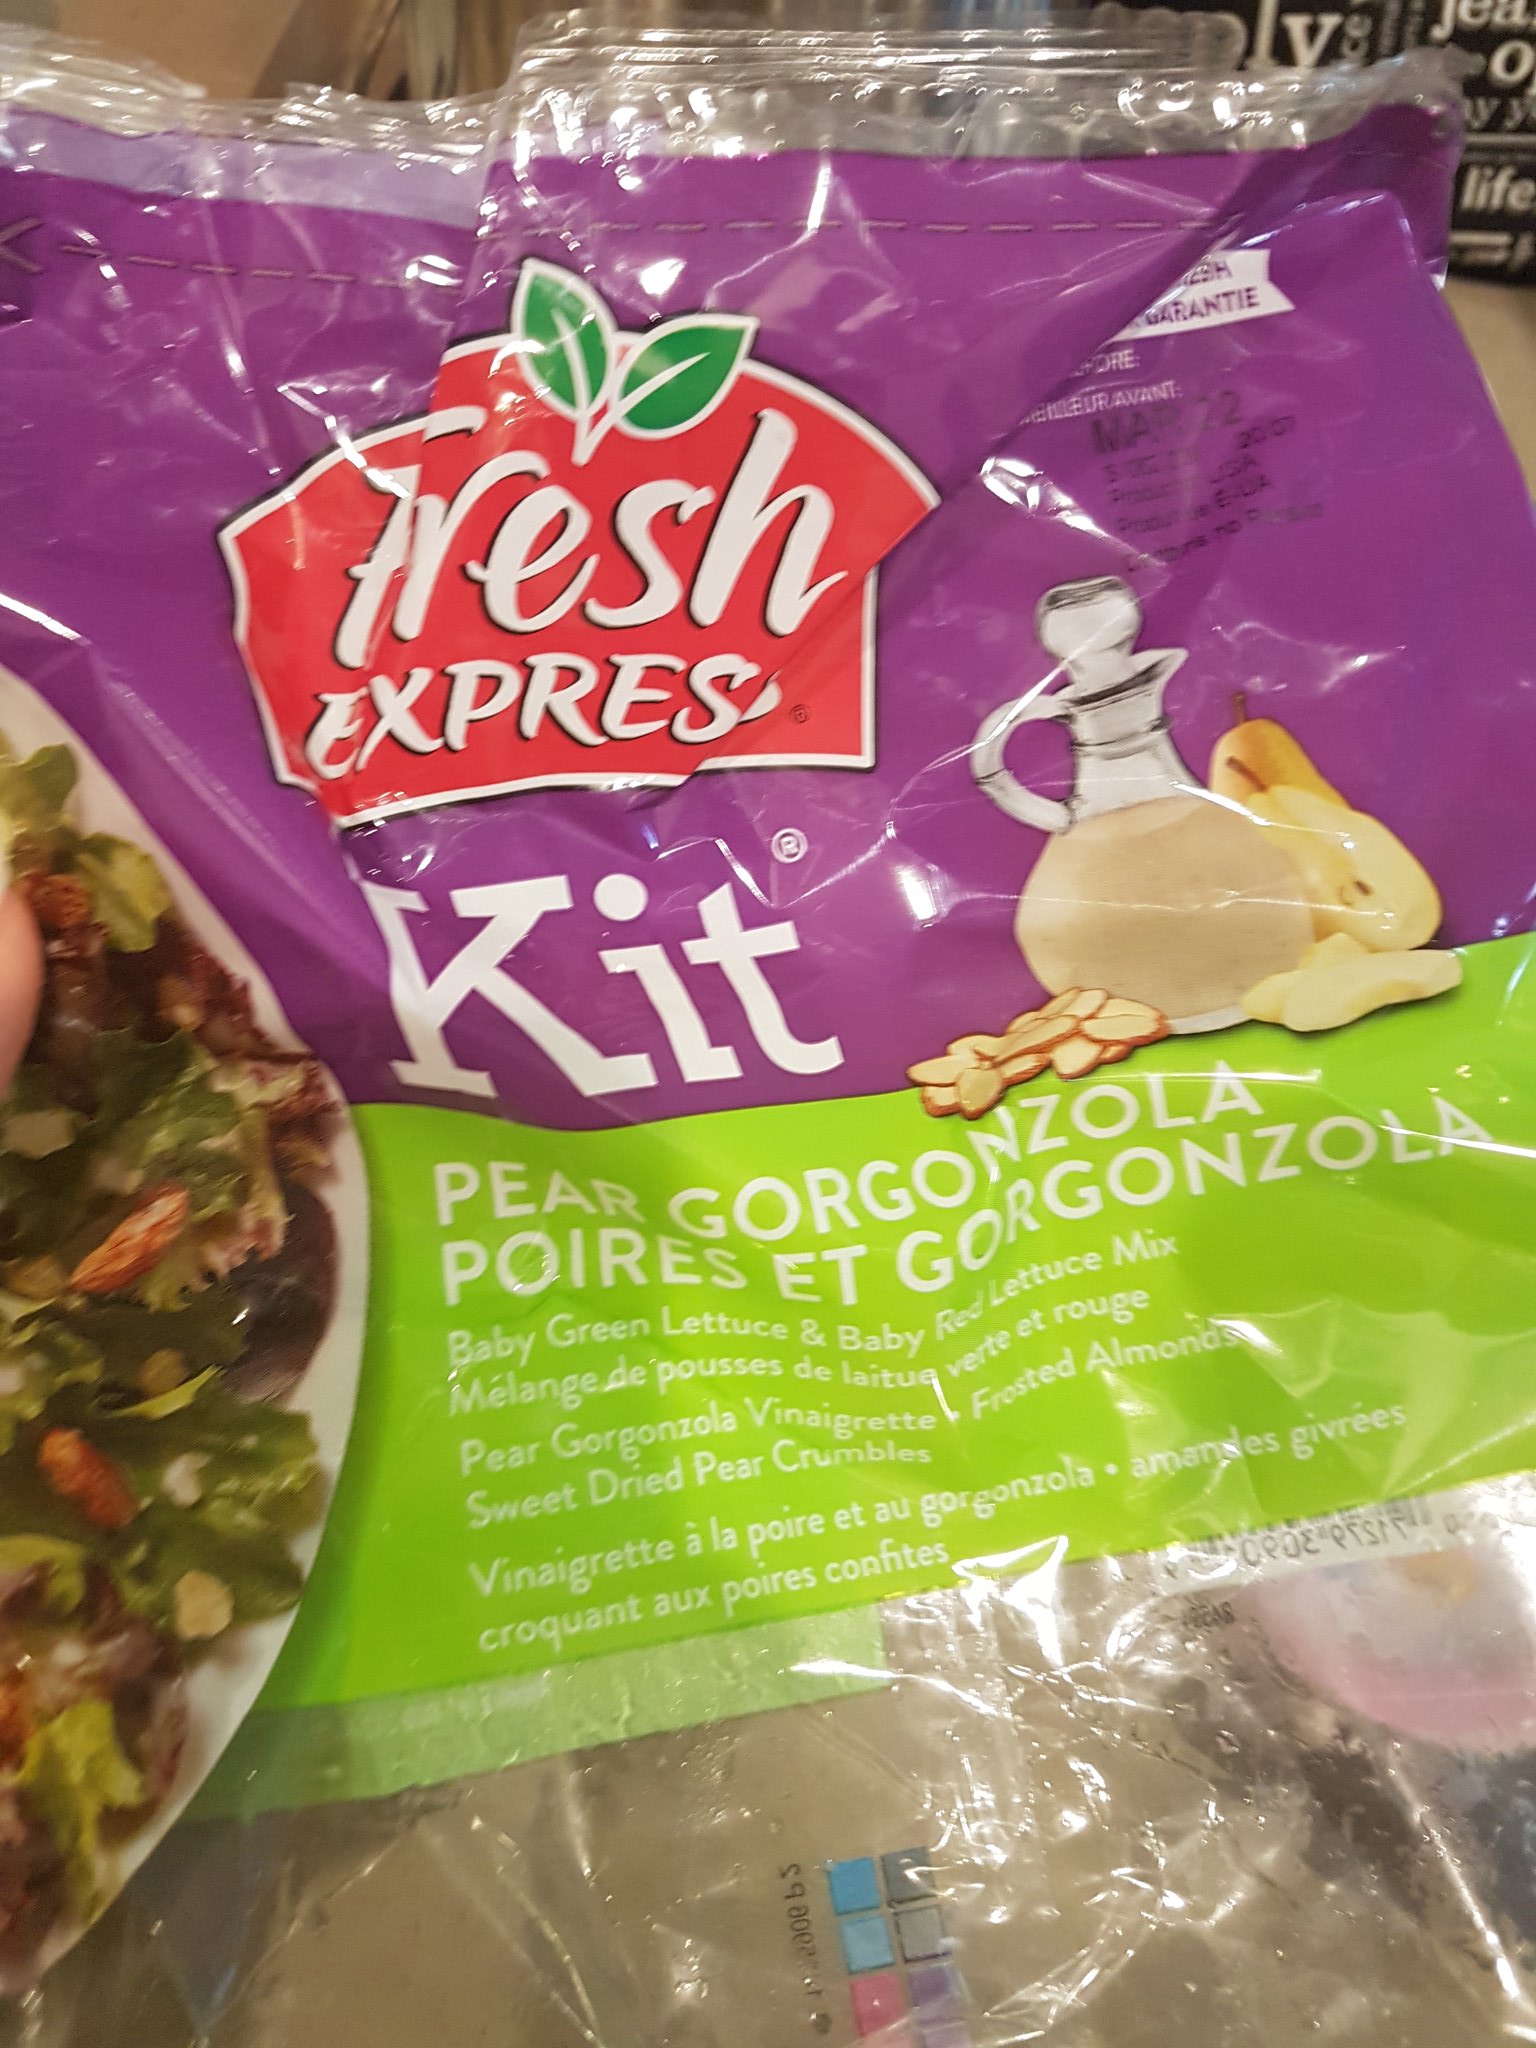 jea
life
GARANTIE
MAR 22
Fresh
EXPRESS®
Kit®
PEAR GORGONZOLA
POIRES ET GORGONZOLA
Baby Green Lettuce & Baby Red Lettuce Mix
Mélange de pousses de laitue verte et rouge
Pear Gorgonzola Vinaigrette • Frosted Almonds
Sweet Dried Pear Crumbles
Vinaigrette à la poire et au gorgonzola • amandes givrées
croquant aux poires confites